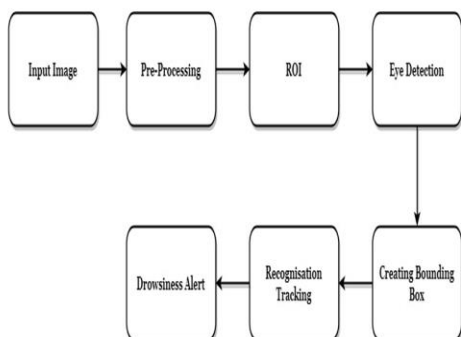 Input Image
Pre-Processing
ROI
Eye Detection
Creating Bounding
Box
Recognisation
Tracking
Drowsiness Alert